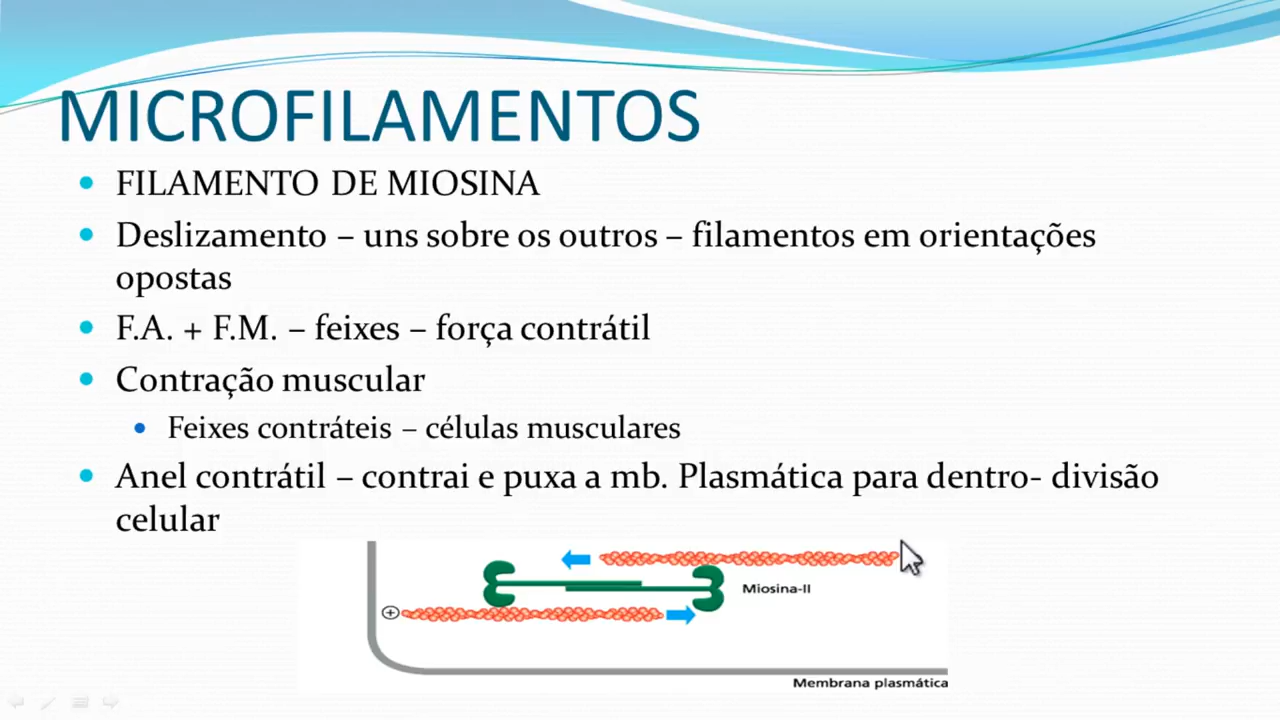 MICROFILAMENTOS
FILAMENTO DE MIOSINA
Deslizamento – uns sobre os outros – filamentos em orientações
opostas
F.A. + F.M. – feixes – força contrátil
Contração muscular
Feixes contráteis – células musculares
Anel contrátil – contrai e puxa a mb. Plasmática para dentro- divisão
celular
Miosina-II
+
Membrana plasmática